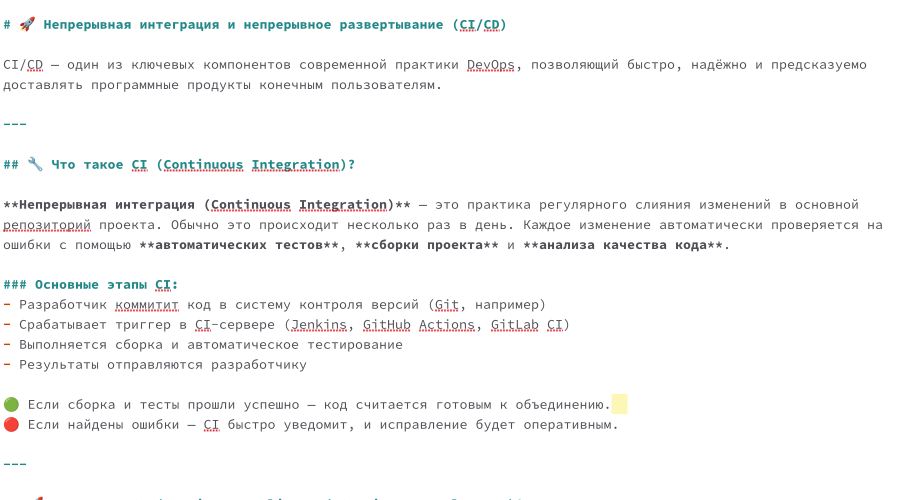 # 🚀 Непрерывная интеграция и непрерывное развертывание (CI/CD)
CI/CD — один из ключевых компонентов современной практики DevOps, позволяющий быстро, надёжно и предсказуемо
доставлять программные продукты конечным пользователям.
---
## 🔧 Что такое CI (Continuous Integration)?
**Непрерывная интеграция (Continuous Integration)** — это практика регулярного слияния изменений в основной
репозиторий проекта. Обычно это происходит несколько раз в день. Каждое изменение автоматически проверяется на
ошибки с помощью **автоматических тестов**, **сборки проекта** и **анализа качества кода**.
### Основные этапы CI:
- Разработчик коммитит код в систему контроля версий (Git, например)
- Срабатывает триггер в CI-сервере (Jenkins, GitHub Actions, GitLab CI)
- Выполняется сборка и автоматическое тестирование
- Результаты отправляются разработчику
🟢 Если сборка и тесты прошли успешно — код считается готовым к объединению.
🔴 Если найдены ошибки — CI быстро уведомит, и исправление будет оперативным.
---